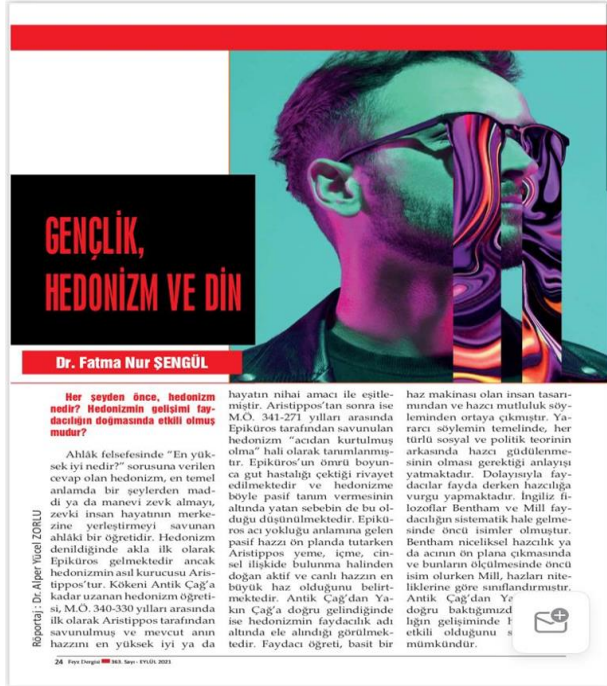 GENÇLİK,
HEDONİZM VE DİN
Dr. Fatma Nur ŞENGÜL
Her şeyden önce, hedonizm
nedir? Hedonizmin gelişimi fay-
dacılığın doğmasında etkili olmuş
mudur?
Ahlâk felsefesinde “En yük-
sek iyi nedir?” sorusuna verilen
cevap olan hedonizm, en temel
anlamda bir şeylerden mad-
di ya da manevi zevk almayı,
zevki insan hayatının merke-
zine yerleştirmeyi savunan
ahlâki bir öğretidir. Hedonizm
denildiğinde akla ilk olarak
Epiküros gelmektedir ancak
hedonizmin asıl kurucusu Aris-
tippos’tur. Kökeni Antik Çağ’a
kadar uzanan hedonizm öğreti-
si, M.Ö. 340-330 yılları arasında
ilk olarak Aristippos tarafından
savunulmuş ve mevcut anın
hazzını en yüksek iyi ya da
hayatın nihai amacı ile eşitle-
miştir. Aristippos’tan sonra ise
M.Ö. 341-271 yılları arasında
Epiküros tarafından savunulan
hedonizm “acıdan kurtulmuş
olma” hali olarak tanımlanmış-
tır. Epiküros’un ömrü boyun-
ca gut hastalığı çektiği rivayet
edilmektedir ve hedonizme
böyle pasif tanım vermesinin
altında yatan sebebin de bu ol-
duğu düşünülmektedir. Epikü-
ros acı yokluğu anlamına gelen
pasif hazzı ön planda tutarken
Aristippos yeme, içme, cin-
sel ilişkide bulunma halinden
doğan aktif ve canlı hazzın en
büyük haz olduğunu belirt-
mektedir. Antik Çağ’dan Ya-
kın Çağ’a doğru gelindiğinde
ise hedonizmin faydacılık adı
altında ele alındığı görülmek-
tedir. Faydacı öğreti, basit bir
haz makinası olan insan tasarı-
mından ve hazcı mutluluk söy-
leminden ortaya çıkmıştır. Ya-
rarcı söylemin temelinde, her
türlü sosyal ve politik teorinin
arkasında hazcı güdülenme-
sinin olması gerektiği anlayışı
yatmaktadır. Dolayısıyla fay-
dacılar fayda derken hazcılığa
vurgu yapmaktadır. İngiliz fi-
lozoflar Bentham ve Mill fay-
dacılığın sistematik hale gelme-
sinde öncü isimler olmuştur.
Bentham niceliksel hazcılık ya
da acının ön plana çıkmasında
ve bunların ölçülmesinde öncü
isim olurken Mill, hazları nite-
liklerine göre sınıflandırmıştır.
Antik Çağ’dan
doğru baktığımızd
lığın gelişiminde
etkili olduğunu
mümkündür.
Röportaj : Dr. Alper Yücel ZORLU
24 Feyz Dergisi 363. Sayı - EYLÜL 2021